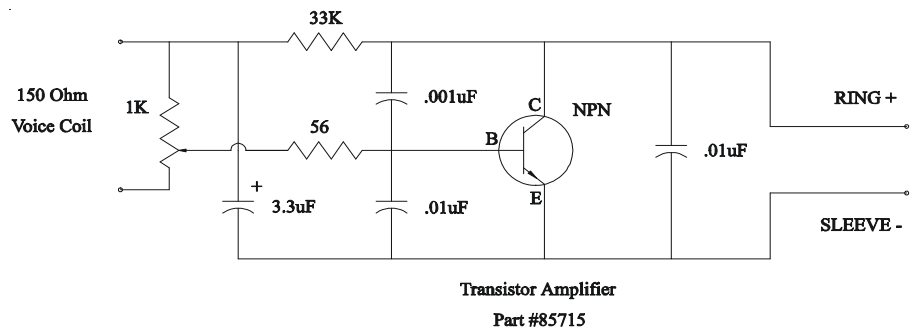 33K
150 Ohm
Voice Coil
1K
.001uF
C
NPN
RING +
56
B
.01uF
+
3.3uF
.01uF
E
SLEEVE -
Transistor Amplifier
Part #85715